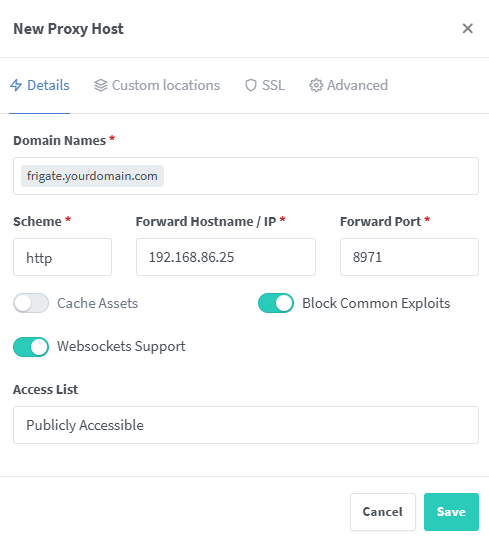 New Proxy Host
Details Custom locations SSL Advanced
Domain Names *
frigate.yourdomain.com
Scheme * Forward Hostname / IP * Forward Port *
http 192.168.86.25 8971
Cache Assets Block Common Exploits
Websockets Support
Access List
Publicly Accessible
Cancel Save